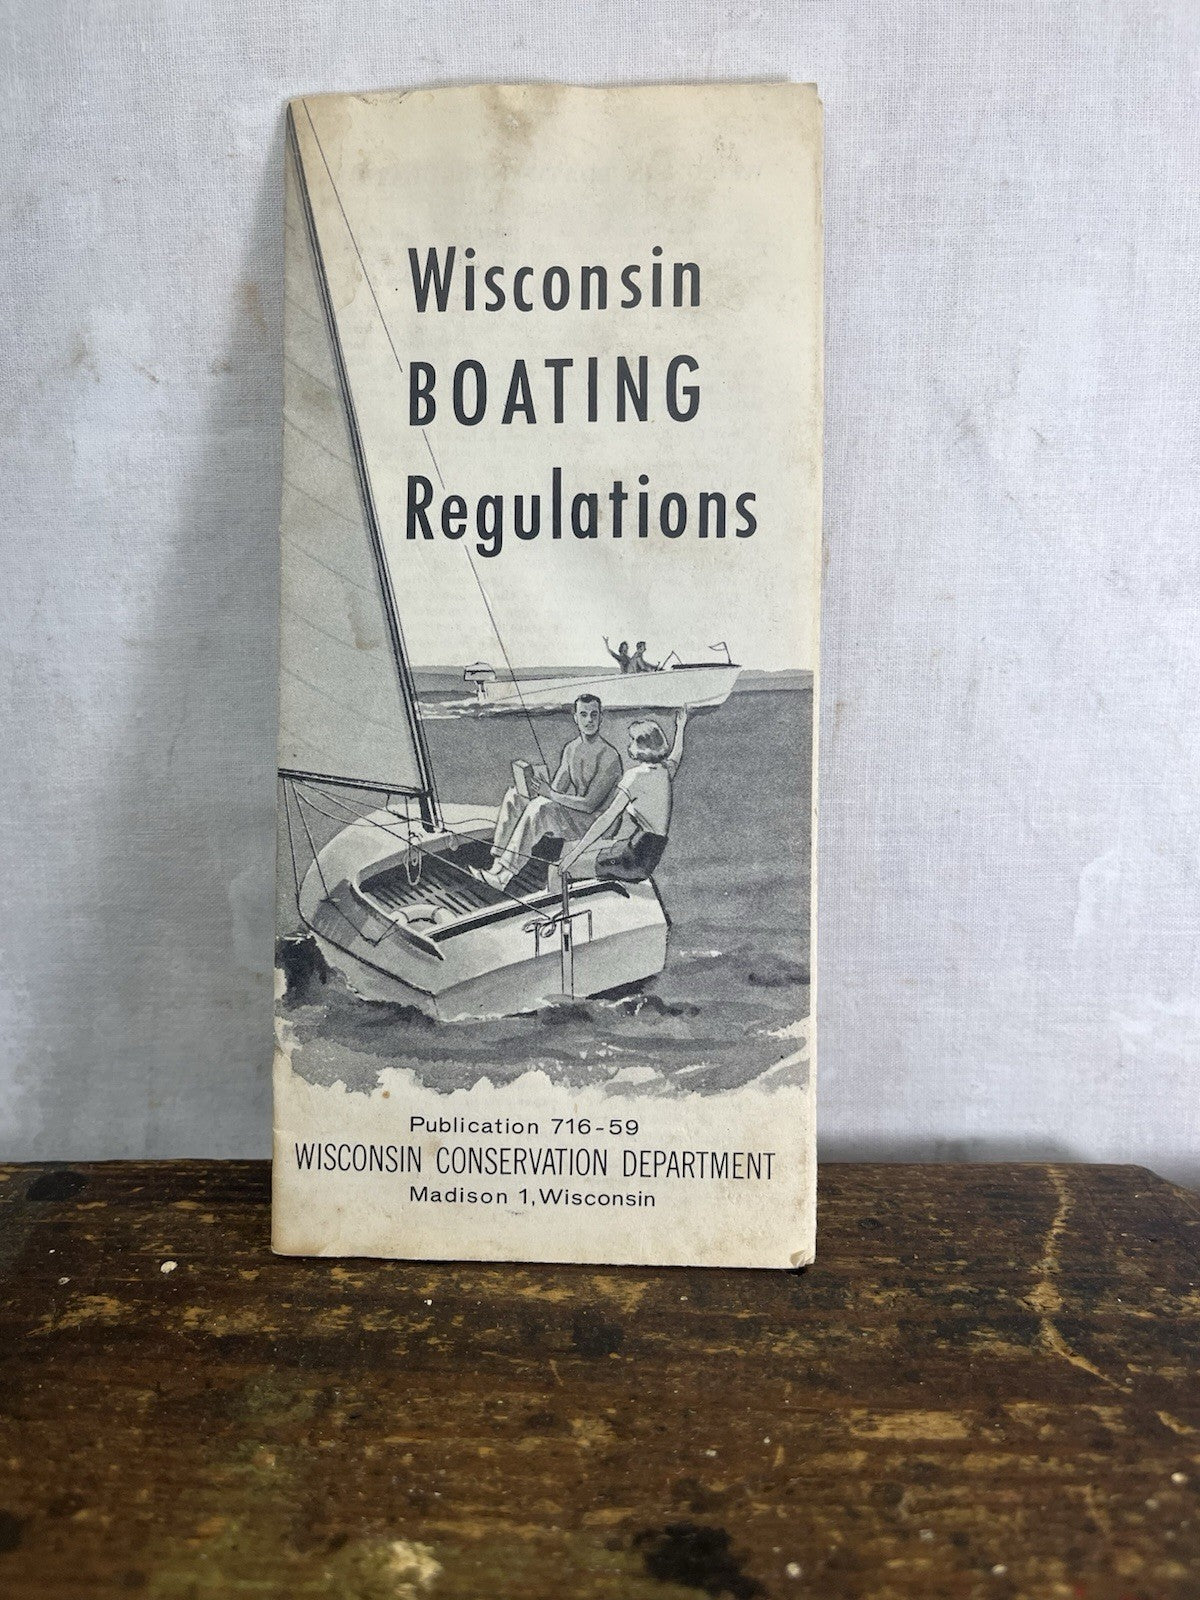 Wisconsin
BOATING
Regulations
Publication 716-59
WISCONSIN CONSERVATION DEPARTMENT
Madison 1, Wisconsin